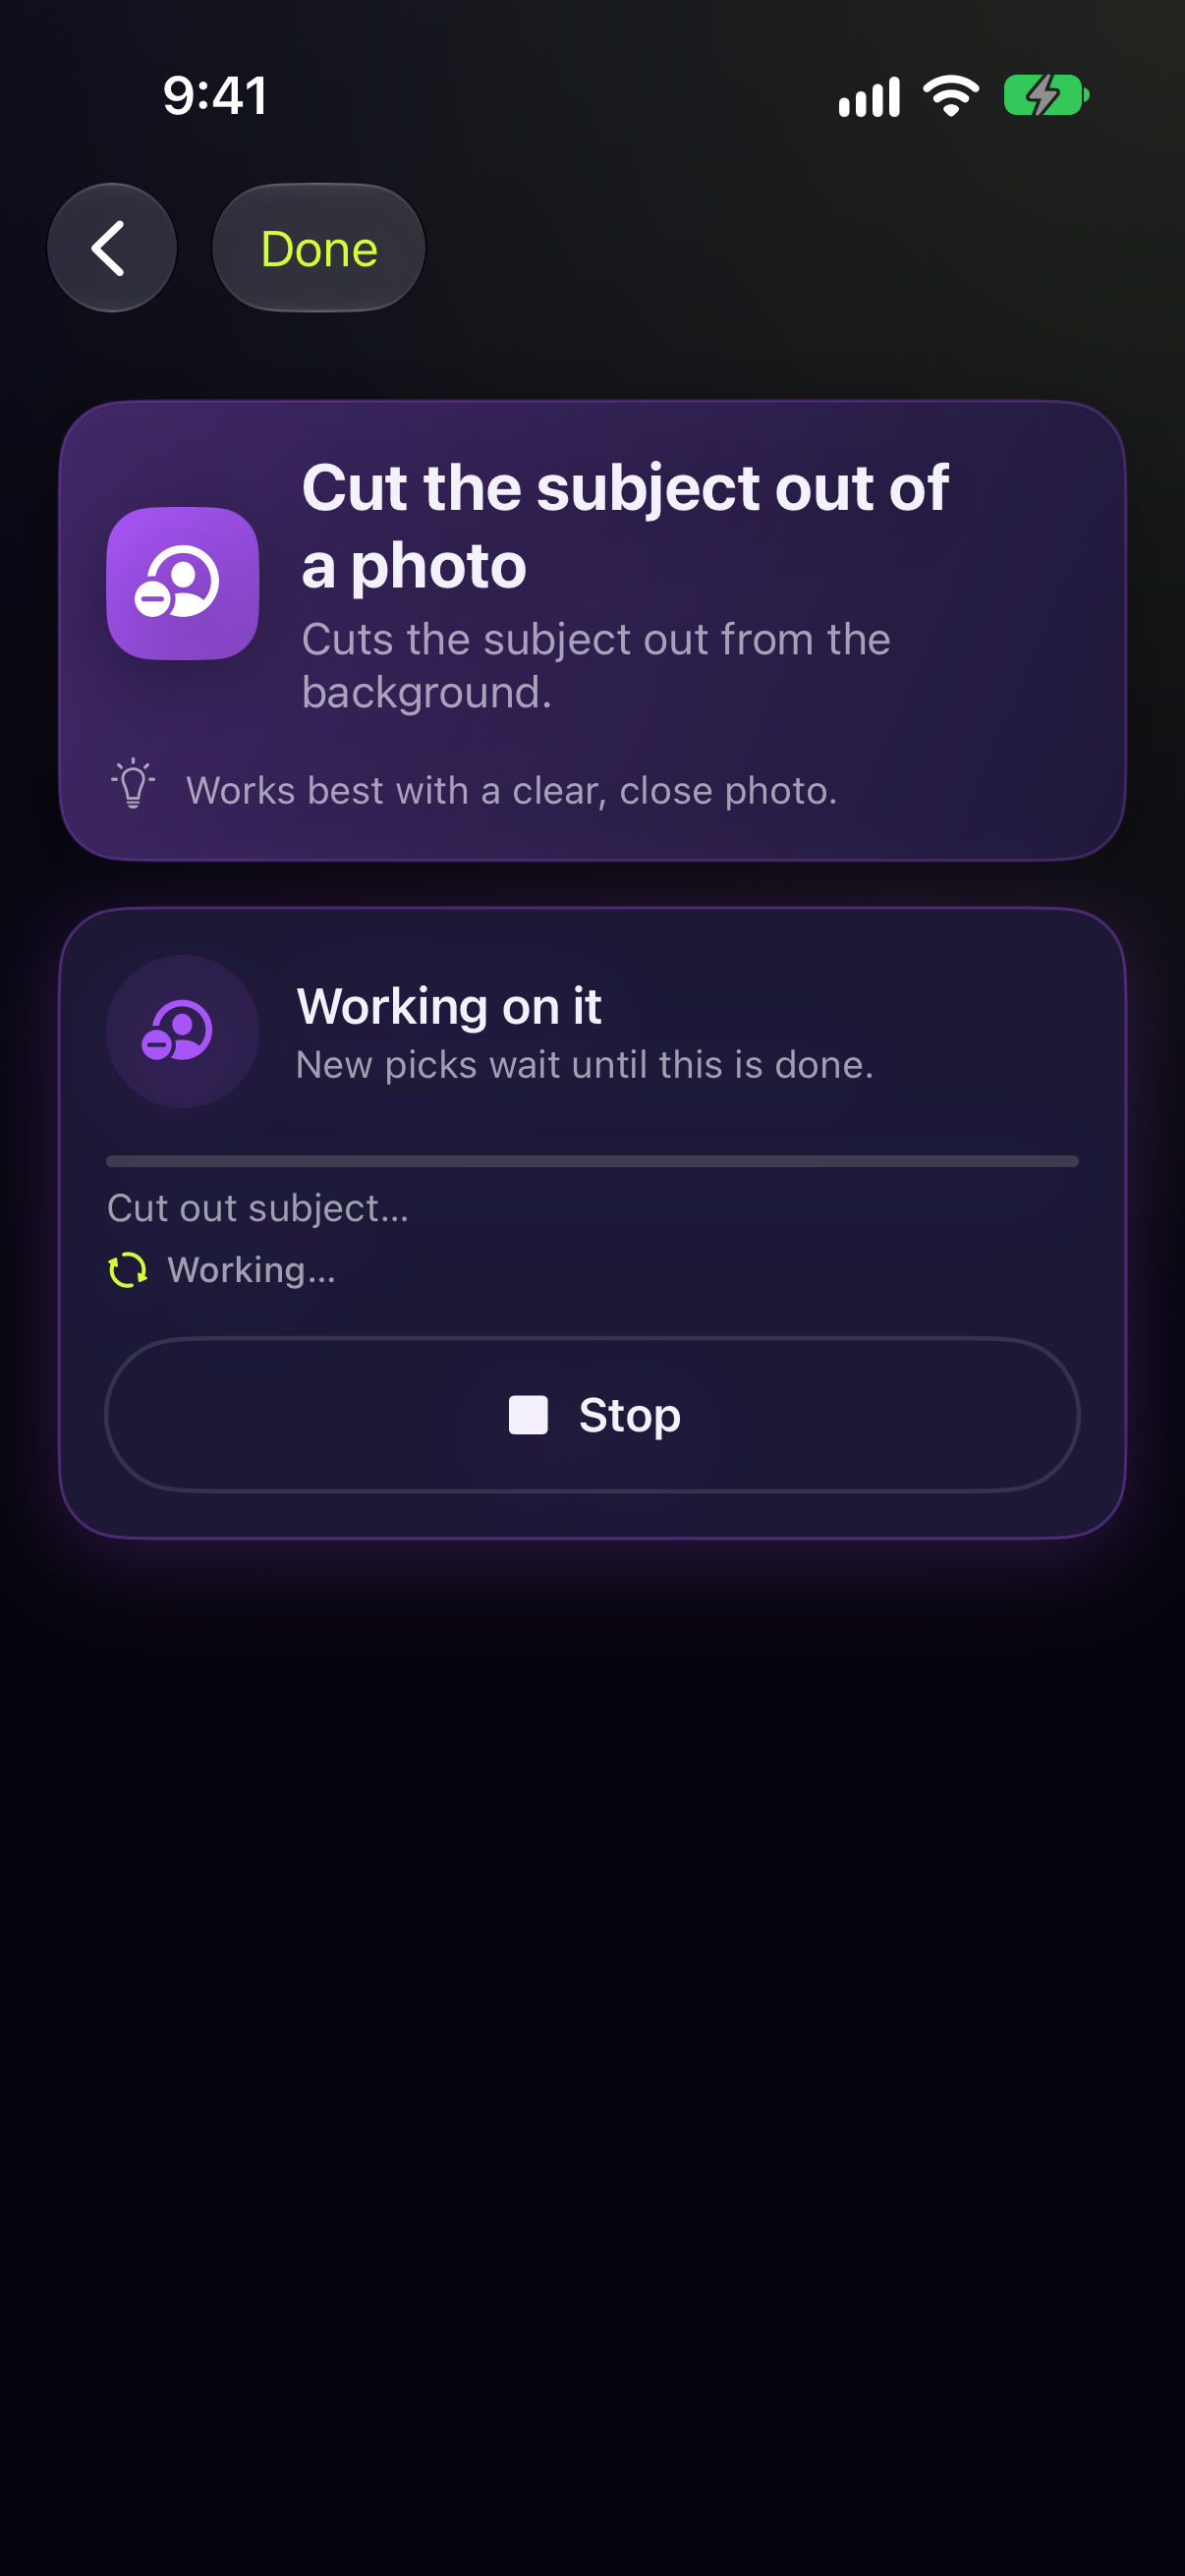 9:41
Done
Cut the subject out of
a photo
Cuts the subject out from the
background.
Works best with a clear, close photo.
Working on it
New picks wait until this is done.
Cut out subject...
Working...
Stop